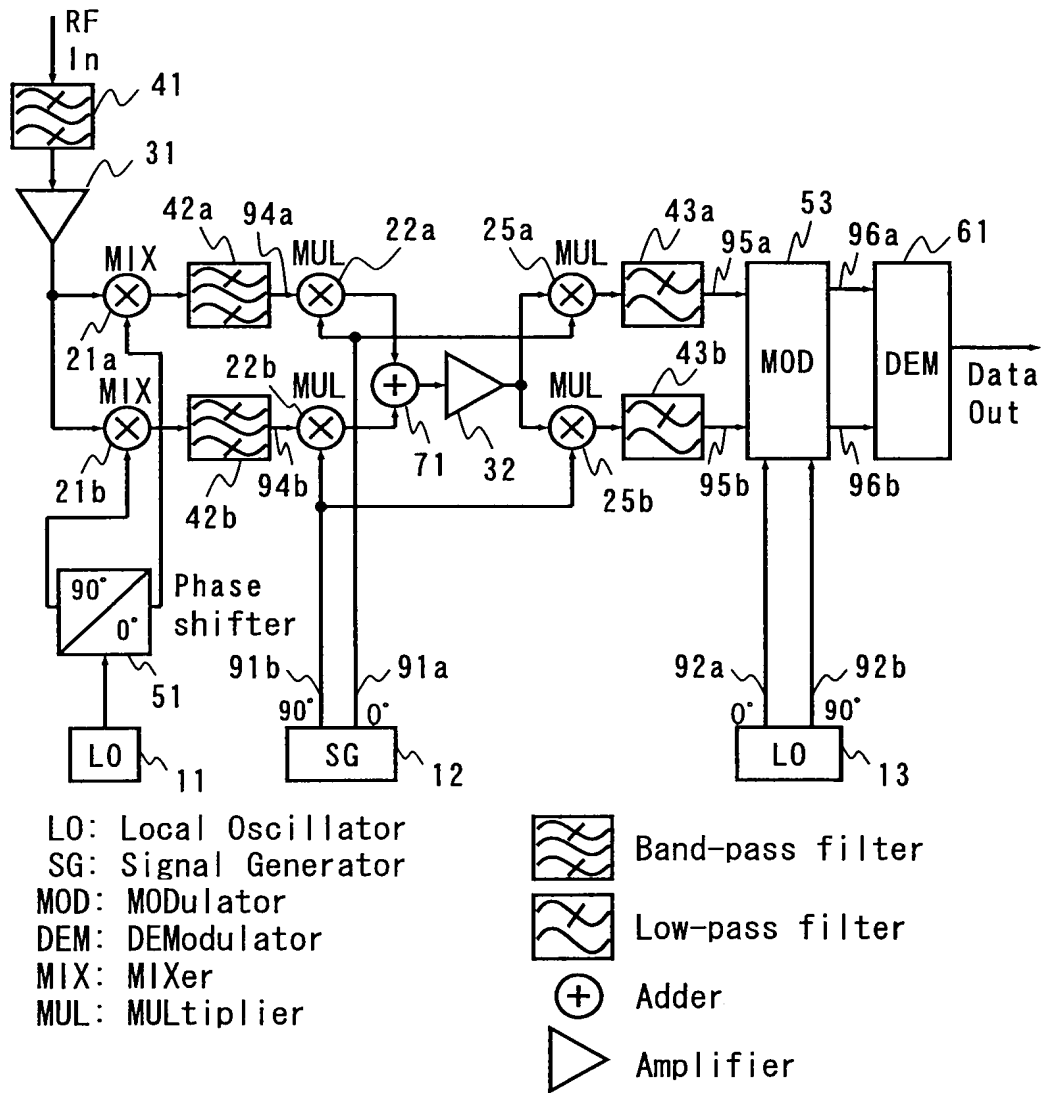 RF
In
41
31
42a
94a
22a
25a
43a
95a
53
96a
61
MIX
MUL
MUL
21a
MIX
22b
MUL
MUL
43b
MOD
DEM
Data
Out
21b
42b
94b
71
32
25b
95b
96b
90°
0°
Phase
shifter
51
91b
91a
92a
92b
90°
0°
0°
90°
LO
11
SG
12
LO
13
LO: Local Oscillator
SG: Signal Generator
MOD: MODulator
DEM: DEModulator
MIX: MIXer
MUL: MULtiplier
Band-pass filter
Low-pass filter
Adder
Amplifier